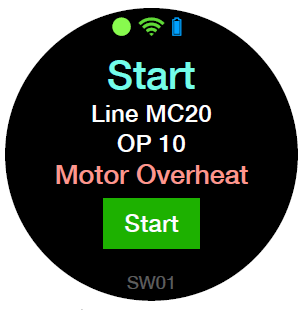 Start
Line MC20
OP 10
Motor Overheat
Start
SW01